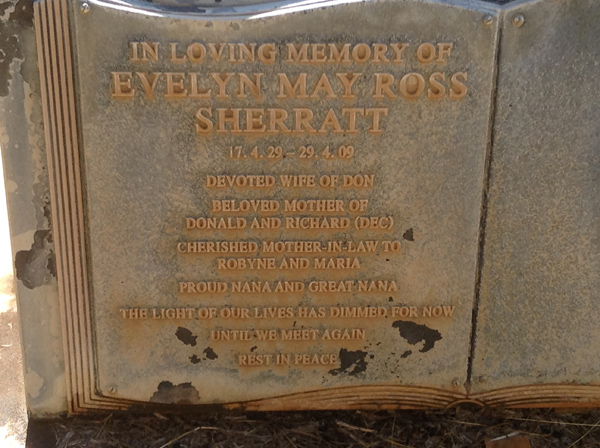 IN LOVING MEMORY OF
EVELYN MAY ROSS
SHERRATT
17. 4. 29. - 29. 4. 09
DEVOTED WIFE OF DON
BELOVED MOTHER OF
DONALD AND RICHARD (DEC)
CHERISHED MOTHER-IN-LAW TO
ROBYNE AND MARIA
PROUD NANA AND GREAT NANA
THE LIGHT OF OUR LIVES HAS DIMMED FOR NOW
UNTIL WE MEET AGAIN
REST IN PEACE